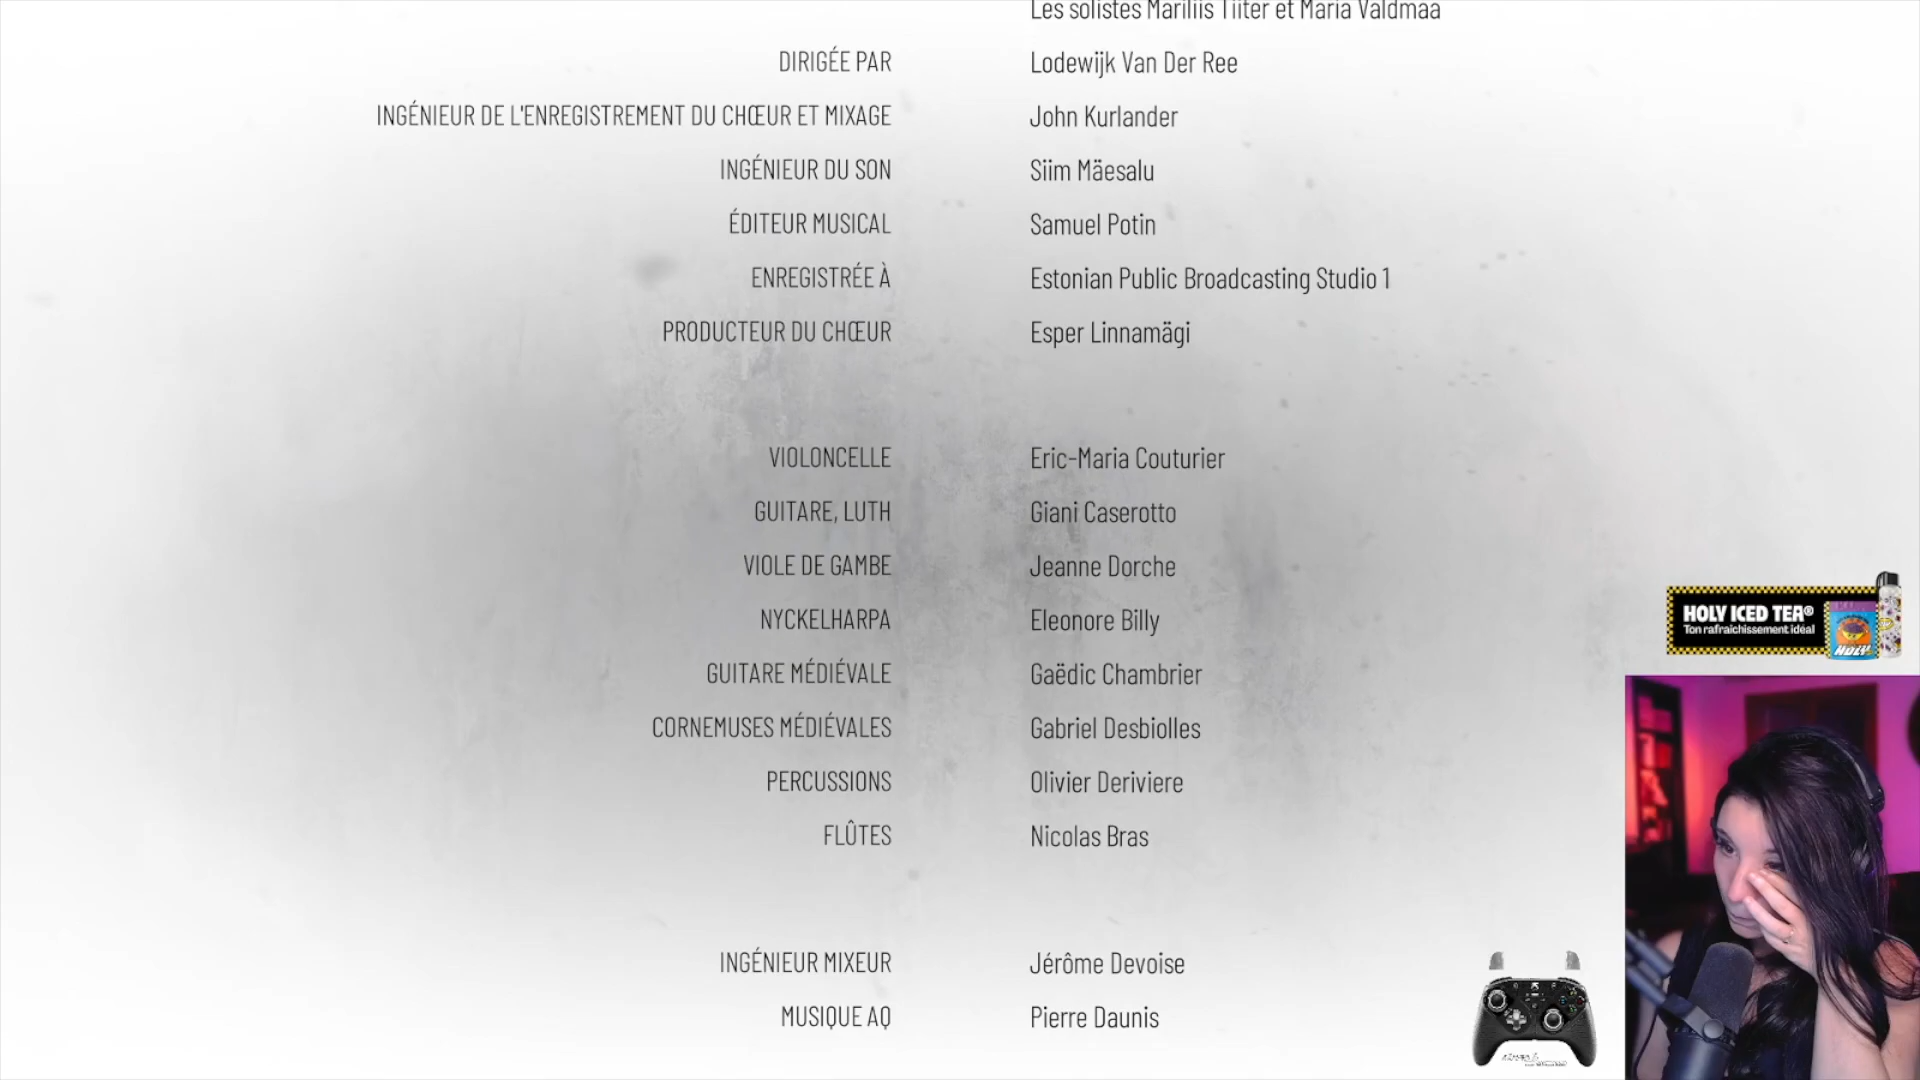 Les solistes Mariliis Tiiter et Maria Valdmaa
DIRIGÉE PAR Lodewijk Van Der Ree
INGÉNIEUR DE L'ENREGISTREMENT DU CHŒUR ET MIXAGE John Kurlander
INGÉNIEUR DU SON Siim Mäesalu
ÉDITEUR MUSICAL Samuel Potin
ENREGISTRÉE À Estonian Public Broadcasting Studio 1
PRODUCTEUR DU CHŒUR Esper Linnamägi
VIOLONCELLE Eric-Maria Couturier
GUITARE, LUTH Giani Caserotto
VIOLE DE GAMBE Jeanne Dorche
NYCKELHARPA Eleonore Billy
GUITARE MÉDIÉVALE Gaëdic Chambrier
CORNEMUSES MÉDIÉVALES Gabriel Desbiolles
PERCUSSIONS Olivier Deriviere
FLÛTES Nicolas Bras
INGÉNIEUR MIXEUR Jérôme Devoise
MUSIQUE AQ Pierre Daunis
HOLY ICED TEA®
Ton rafraichissement idéal
HOLY